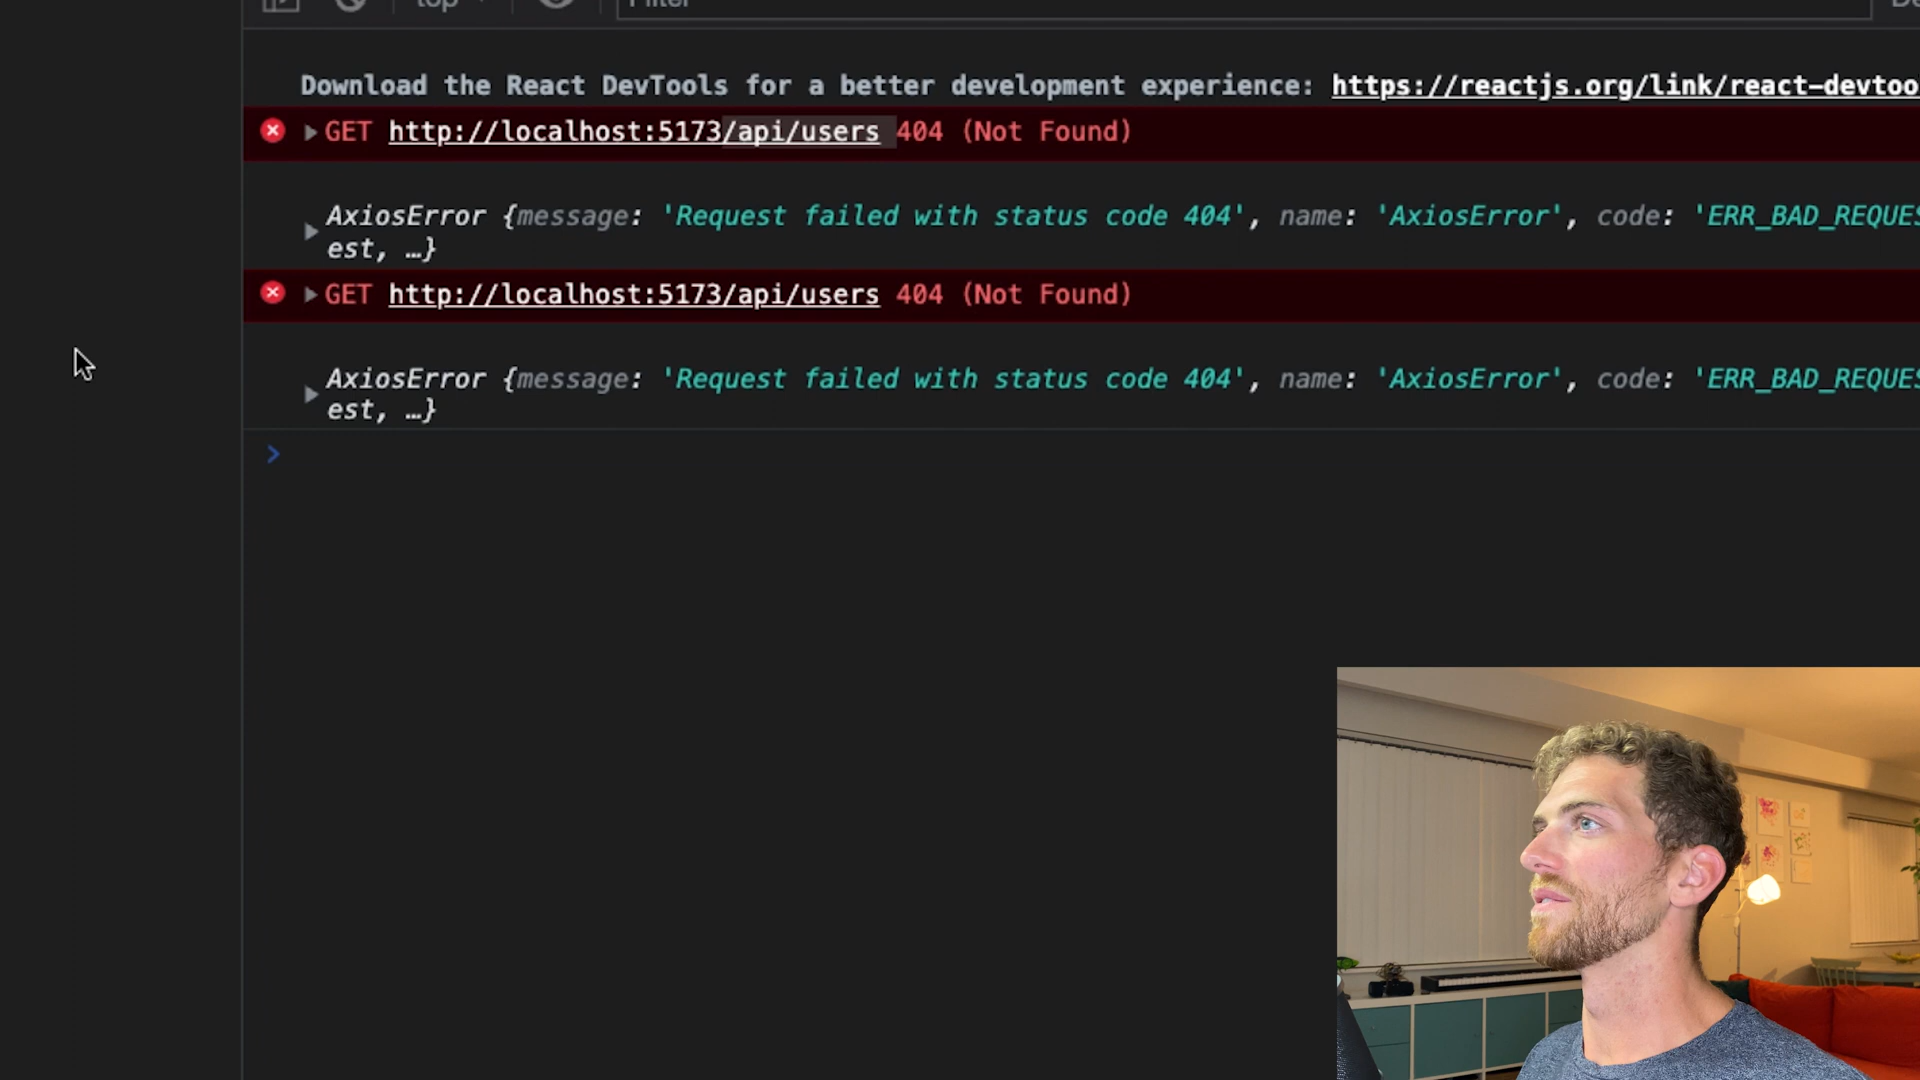 top
Filter
Download the React DevTools for a better development experience: https://reactjs.org/link/react-devtoo
GET http://localhost:5173/api/users 404 (Not Found)
AxiosError {message: 'Request failed with status code 404', name: 'AxiosError', code: 'ERR_BAD_REQUES
est, …}
GET http://localhost:5173/api/users 404 (Not Found)
AxiosError {message: 'Request failed with status code 404', name: 'AxiosError', code: 'ERR_BAD_REQUES
est, …}